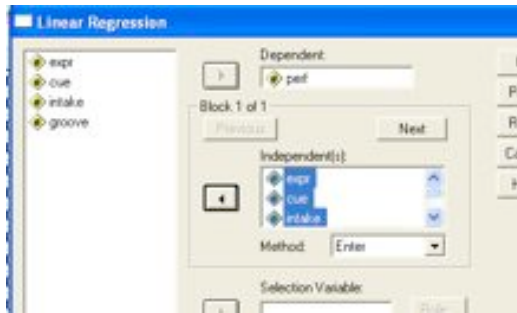 Linear Regression
expr
cue
intake
groove
Dependent:
perf
Block 1 of 1
Previous
Next
Independent(s):
expr
cue
intake
Method:
Enter
Selection Variable: